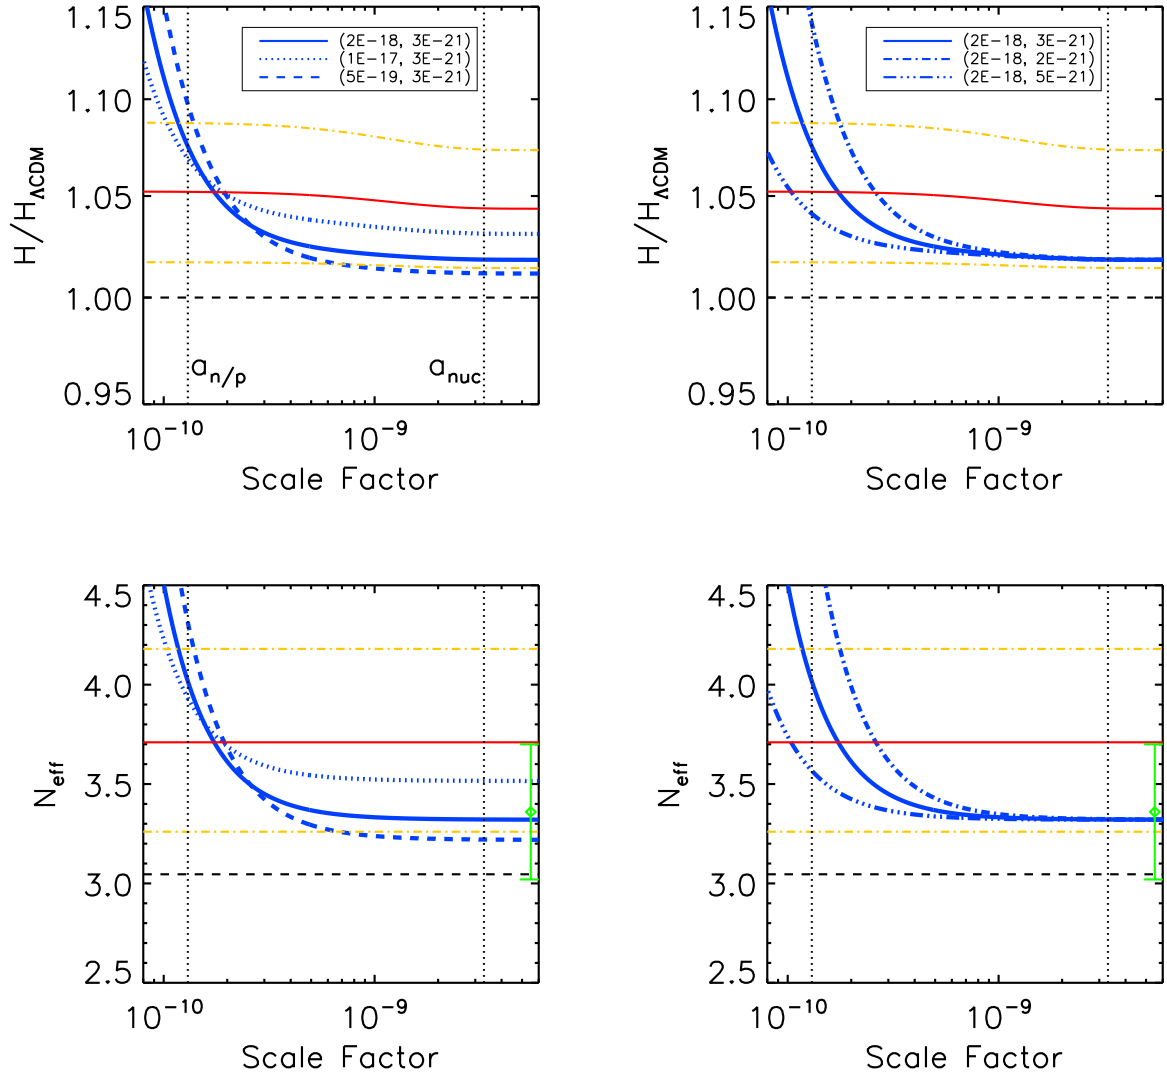 1.15
1.10
1.05
1.00
0.95
H/H_ΛCDM
(2E-18, 3E-21)
(1E-17, 3E-21)
(5E-19, 3E-21)
a_n/p
a_nuc
10^-10
10^-9
Scale Factor
1.15
1.10
1.05
1.00
0.95
H/H_ΛCDM
(2E-18, 3E-21)
(2E-18, 2E-21)
(2E-18, 5E-21)
10^-10
10^-9
Scale Factor
4.5
4.0
3.5
3.0
2.5
N_eff
10^-10
10^-9
Scale Factor
4.5
4.0
3.5
3.0
2.5
N_eff
10^-10
10^-9
Scale Factor